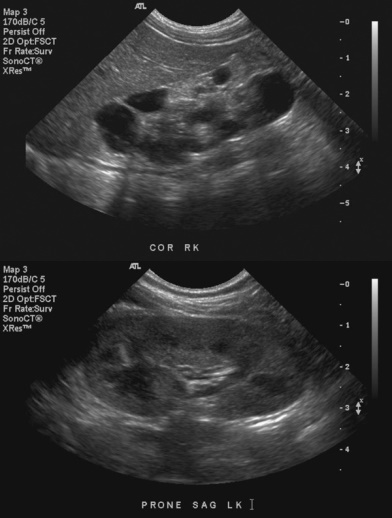 Map 3
170dB/C 5
Persist Off
2D Opt:FSCT
Fr Rate:Surv
SonoCT®
XRes™
ATL
0
1
2
3
x
4
5
COR RK
Map 3
170dB/C 5
Persist Off
2D Opt:FSCT
Fr Rate:Surv
SonoCT®
XRes™
ATL
0
1
2
x
3
4
PRONE SAG LK